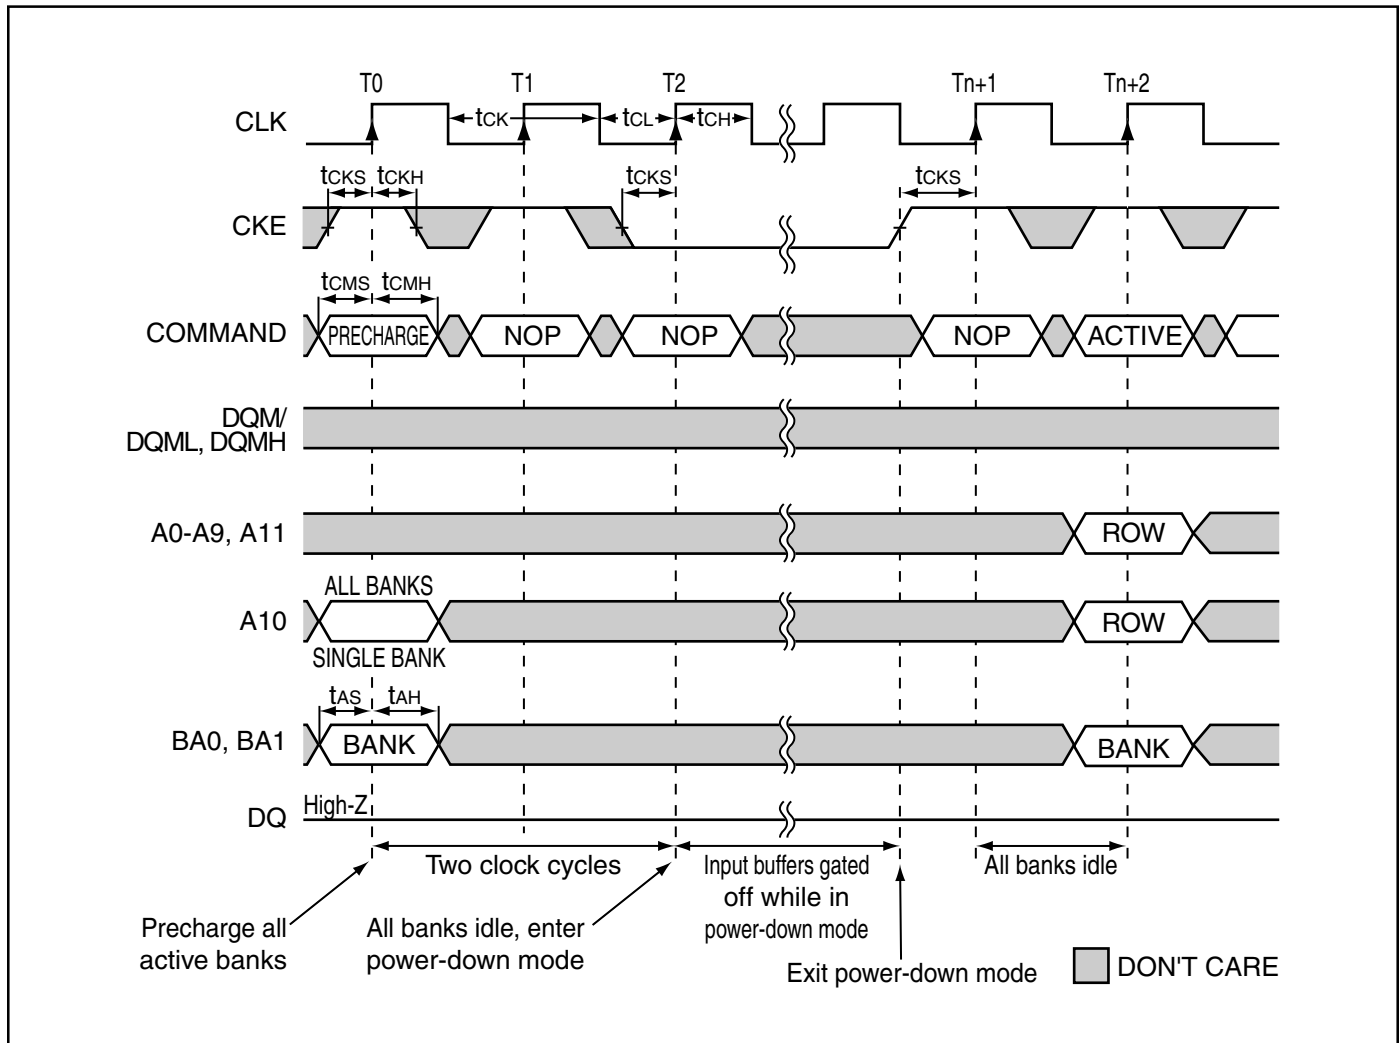 T0 T1 T2 Tn+1 Tn+2
CLK tCK tCL tCH
tCKS tCKH tCKS tCKS
CKE
tCMS tCMH
COMMAND PRECHARGE NOP NOP NOP ACTIVE
DQM/
DQML, DQMH
A0-A9, A11 ROW
ALL BANKS
A10 ROW
SINGLE BANK
tAS tAH
BA0, BA1 BANK BANK
DQ High-Z
Two clock cycles
Input buffers gated
off while in
power-down mode
All banks idle
Precharge all
active banks
All banks idle, enter
power-down mode
Exit power-down mode
DON'T CARE